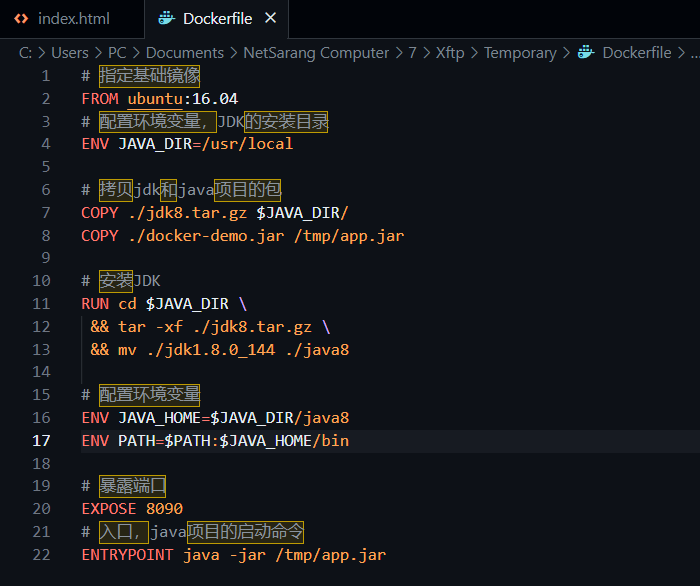 index.html
Dockerfile
C: > Users > PC > Documents > NetSarang Computer > 7 > Xftp > Temporary > Dockerfile > ...
1 # 指定基础镜像
2 FROM ubuntu:16.04
3 # 配置环境变量，JDK的安装目录
4 ENV JAVA_DIR=/usr/local
5
6 # 拷贝jdk和java项目的包
7 COPY ./jdk8.tar.gz $JAVA_DIR/
8 COPY ./docker-demo.jar /tmp/app.jar
9
10 # 安装JDK
11 RUN cd $JAVA_DIR \
12 && tar -xf ./jdk8.tar.gz \
13 && mv ./jdk1.8.0_144 ./java8
14
15 # 配置环境变量
16 ENV JAVA_HOME=$JAVA_DIR/java8
17 ENV PATH=$PATH:$JAVA_HOME/bin
18
19 # 暴露端口
20 EXPOSE 8090
21 # 入口，java项目的启动命令
22 ENTRYPOINT java -jar /tmp/app.jar